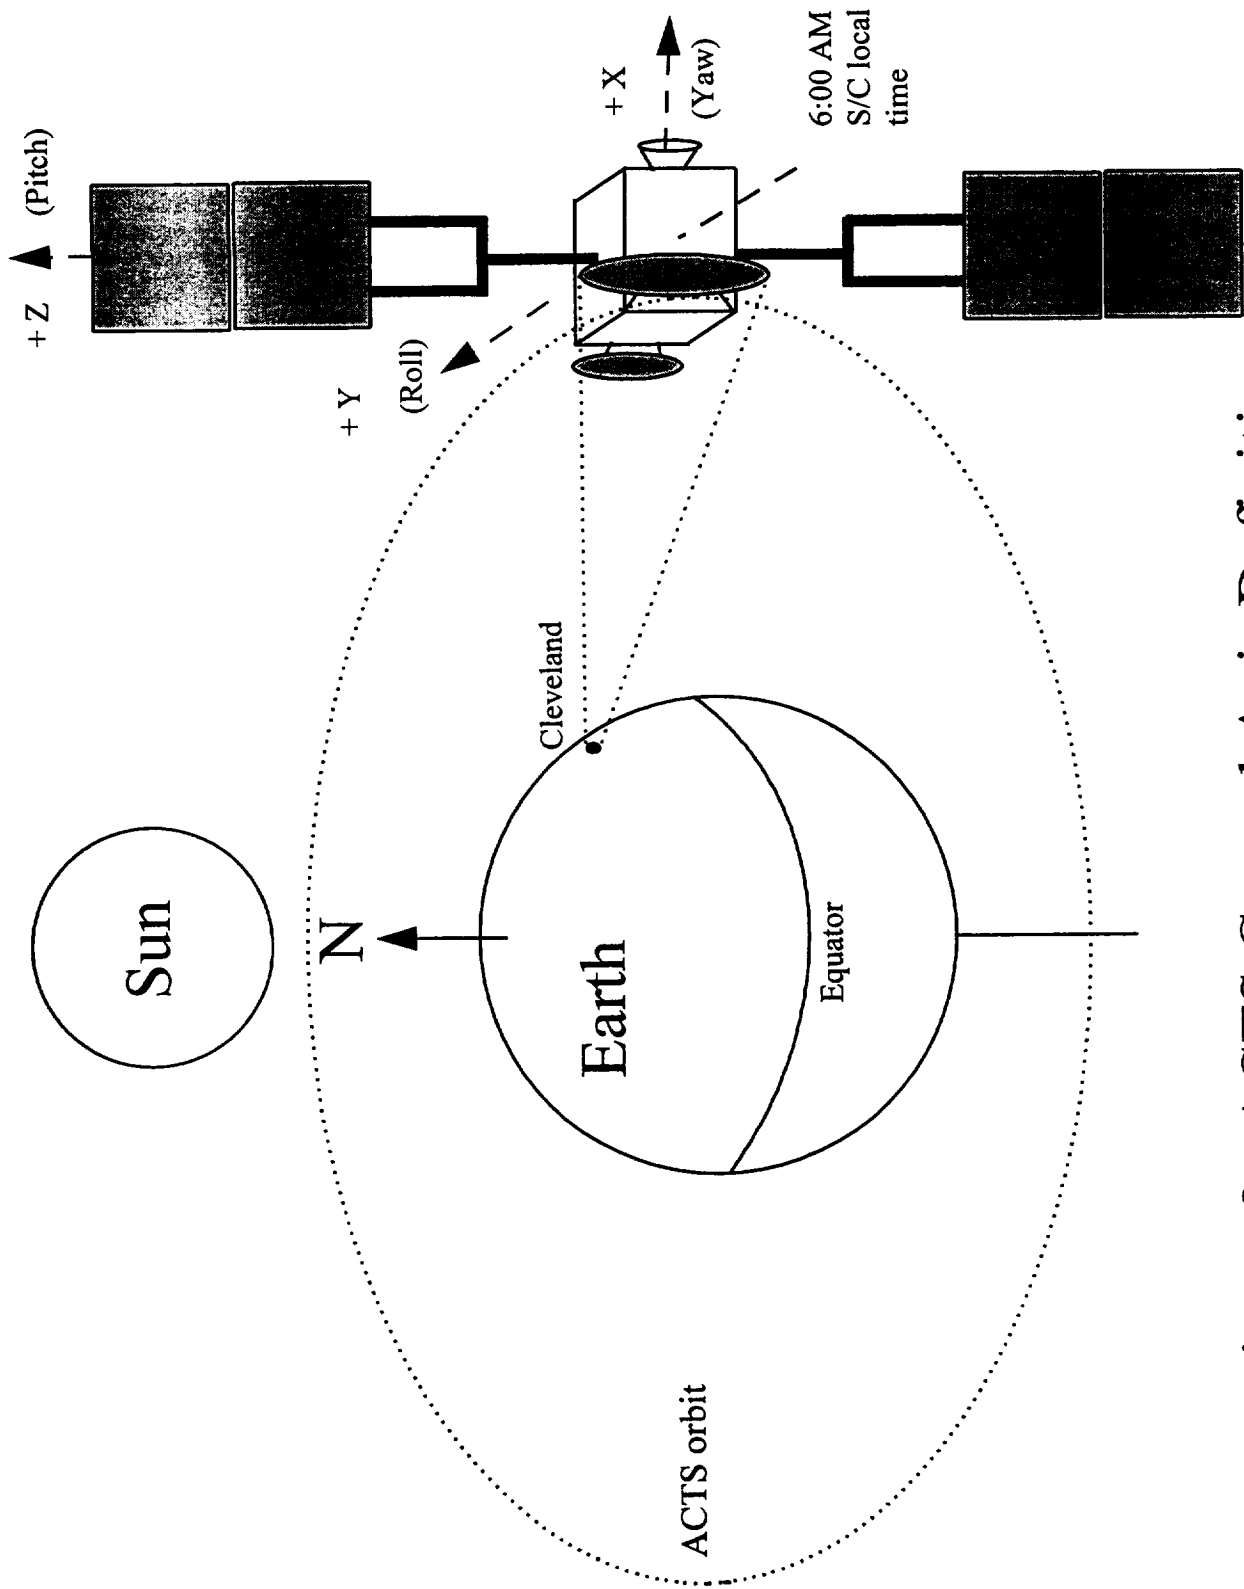 Sun
N
Earth
Equator
Cleveland
ACTS orbit
+ Z
(Pitch)
+ Y
(Roll)
+ X
(Yaw)
6:00 AM
S/C local
time